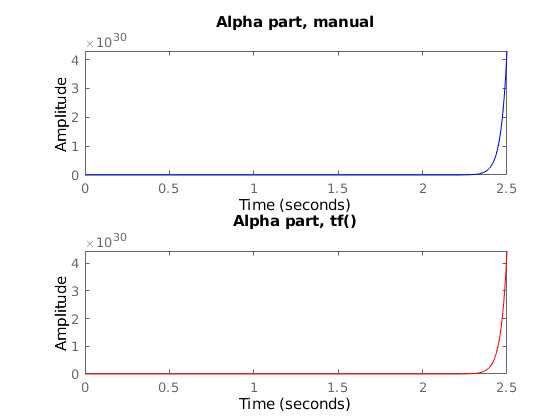 Alpha part, manual
×10^30
4
3
2
1
0
Amplitude
0 0.5 1 1.5 2 2.5
Time (seconds)
Alpha part, tf()
×10^30
4
3
2
1
0
Amplitude
0 0.5 1 1.5 2 2.5
Time (seconds)